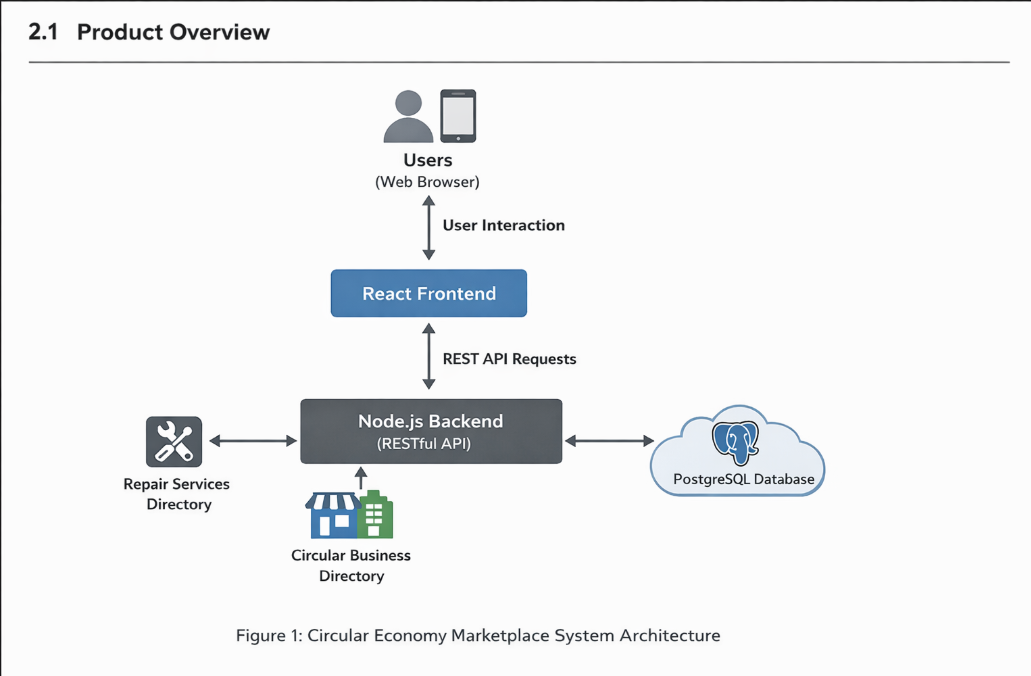 2.1 Product Overview
Users
(Web Browser)
User Interaction
React Frontend
REST API Requests
Node.js Backend
(RESTful API)
Repair Services
Directory
PostgreSQL Database
Circular Business
Directory
Figure 1: Circular Economy Marketplace System Architecture